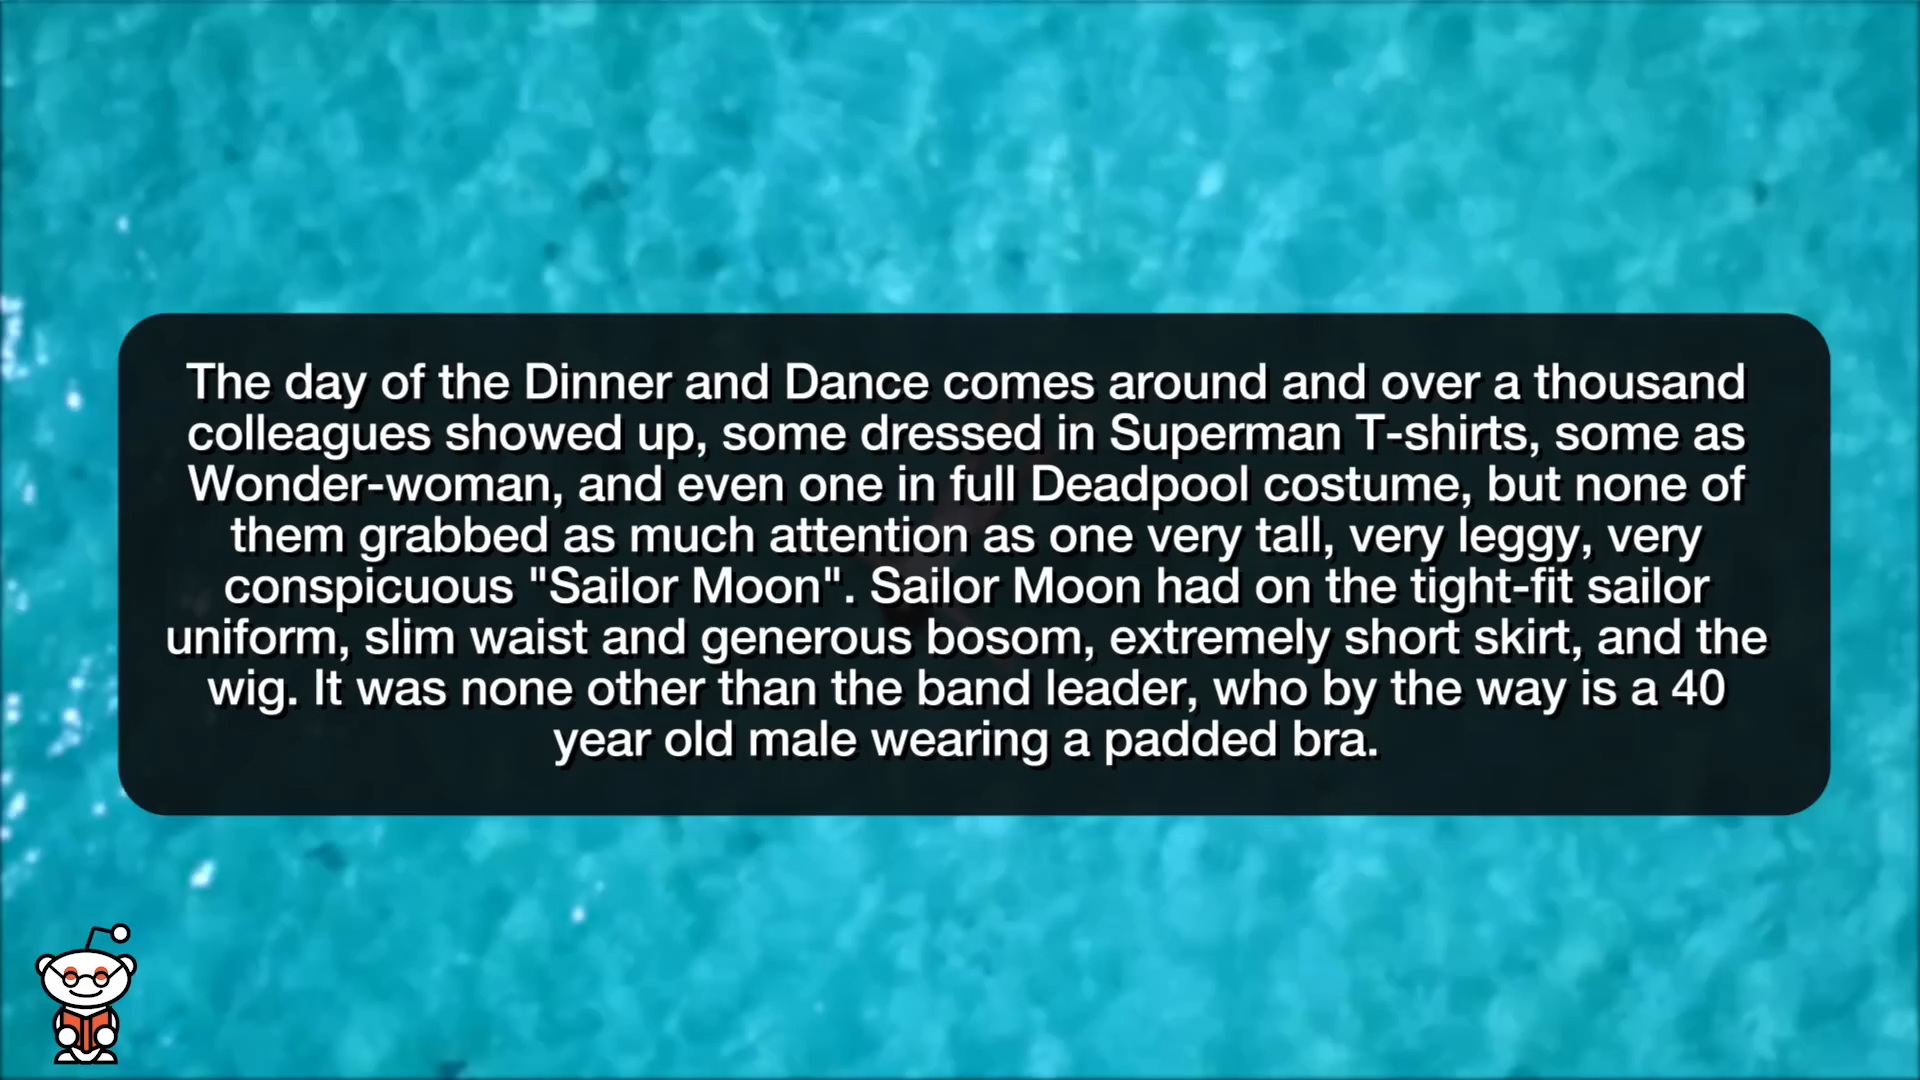 The day of the Dinner and Dance comes around and over a thousand
colleagues showed up, some dressed in Superman T-shirts, some as
Wonder-woman, and even one in full Deadpool costume, but none of
them grabbed as much attention as one very tall, very leggy, very
conspicuous "Sailor Moon". Sailor Moon had on the tight-fit sailor
uniform, slim waist and generous bosom, extremely short skirt, and the
wig. It was none other than the band leader, who by the way is a 40
year old male wearing a padded bra.